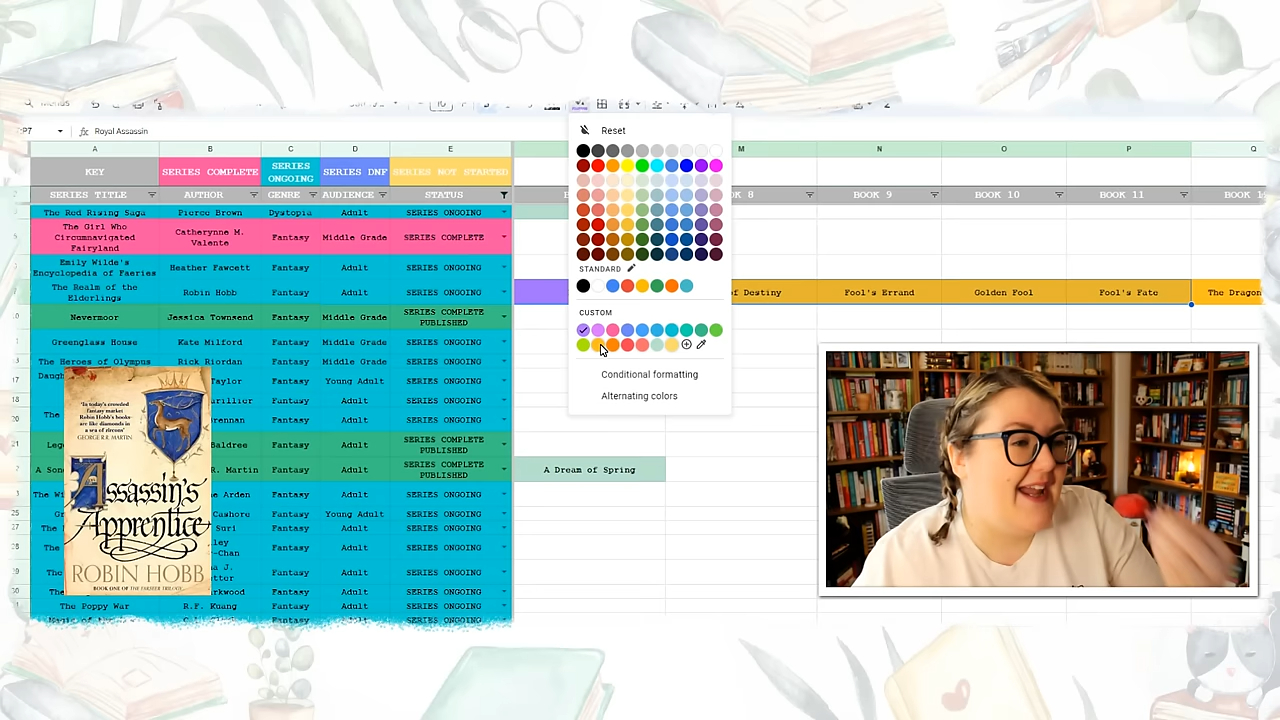 Royal Assassin
Reset
STANDARD
CUSTOM
Conditional formatting
Alternating colors
A
B
C
D
E
M
N
O
P
Q
KEY
SERIES COMPLETE
SERIES
ONGOING
SERIES DNF
SERIES NOT STARTED
SERIES TITLE
AUTHOR
GENRE
AUDIENCE
STATUS
BOOK 9
BOOK 10
BOOK 11
The Red Rising Saga
Pierce Brown
Dystopia
Adult
SERIES ONGOING
The Girl Who
Circumnavigated
Fairyland
Catherynne M.
Valente
Fantasy
Middle Grade
SERIES COMPLETE
Emily Wilde's
Encyclopedia of Faeries
Heather Fawcett
Fantasy
Adult
SERIES ONGOING
The Realm of the
Elderlings
Robin Hobb
Fantasy
Adult
SERIES ONGOING
of Destiny
Fool's Errand
Golden Fool
Fool's Fate
The Dragon
Nevermoor
Jessica Townsend
Fantasy
Middle Grade
SERIES COMPLETE
PUBLISHED
Greenglass House
Kate Milford
Fantasy
Middle Grade
SERIES ONGOING
The Heroes of Olympus
Rick Riordan
Fantasy
Middle Grade
SERIES ONGOING
Taylor
Fantasy
Young Adult
SERIES ONGOING
Fantasy
Adult
SERIES ONGOING
The
Fantasy
Adult
SERIES ONGOING
Baldree
Fantasy
Adult
SERIES COMPLETE
PUBLISHED
R. Martin
Fantasy
Adult
SERIES COMPLETE
PUBLISHED
A Dream of Spring
Arden
Fantasy
Adult
SERIES ONGOING
Fantasy
Young Adult
SERIES ONGOING
Suri
Fantasy
Adult
SERIES ONGOING
The
-Chan
Fantasy
Adult
SERIES ONGOING
The
J.
Fantasy
Adult
SERIES ONGOING
Fantasy
Adult
SERIES ONGOING
The Poppy War
R.F. Kuang
Fantasy
Adult
SERIES ONGOING
'In today's crowded
fantasy market
Robin Hobb's books
are like diamonds
in a sea of zircons'
GEORGE R.R. MARTIN
Assassin's
Apprentice
ROBIN HOBB
BOOK ONE OF THE FARSEER TRILOGY